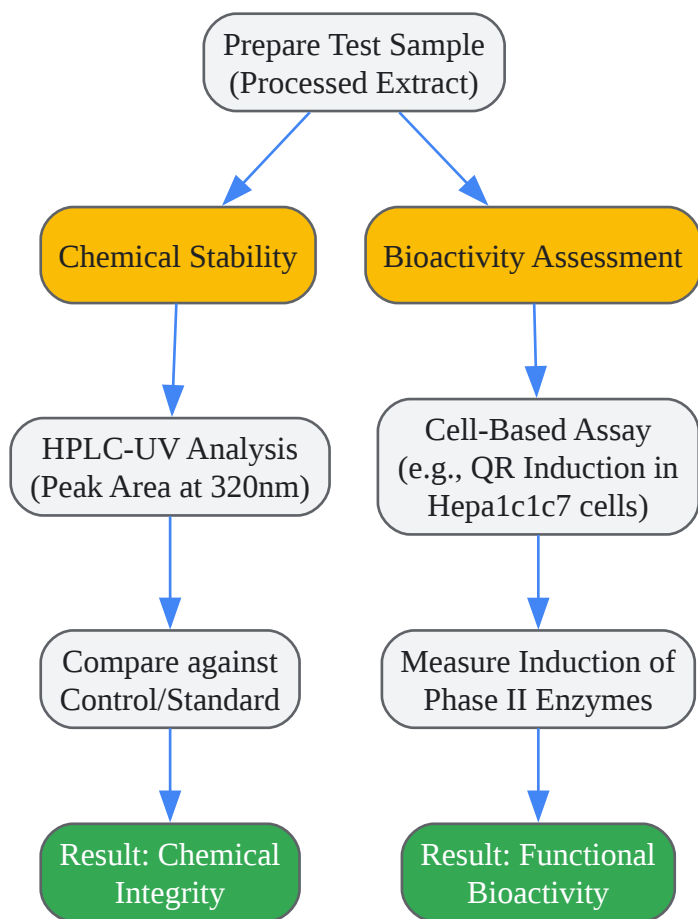 Prepare Test Sample
(Processed Extract)
Chemical Stability
Bioactivity Assessment
HPLC-UV Analysis
(Peak Area at 320nm)
Cell-Based Assay
(e.g., QR Induction in
Hepa1c1c7 cells)
Compare against
Control/Standard
Measure Induction of
Phase II Enzymes
Result: Chemical
Integrity
Result: Functional
Bioactivity